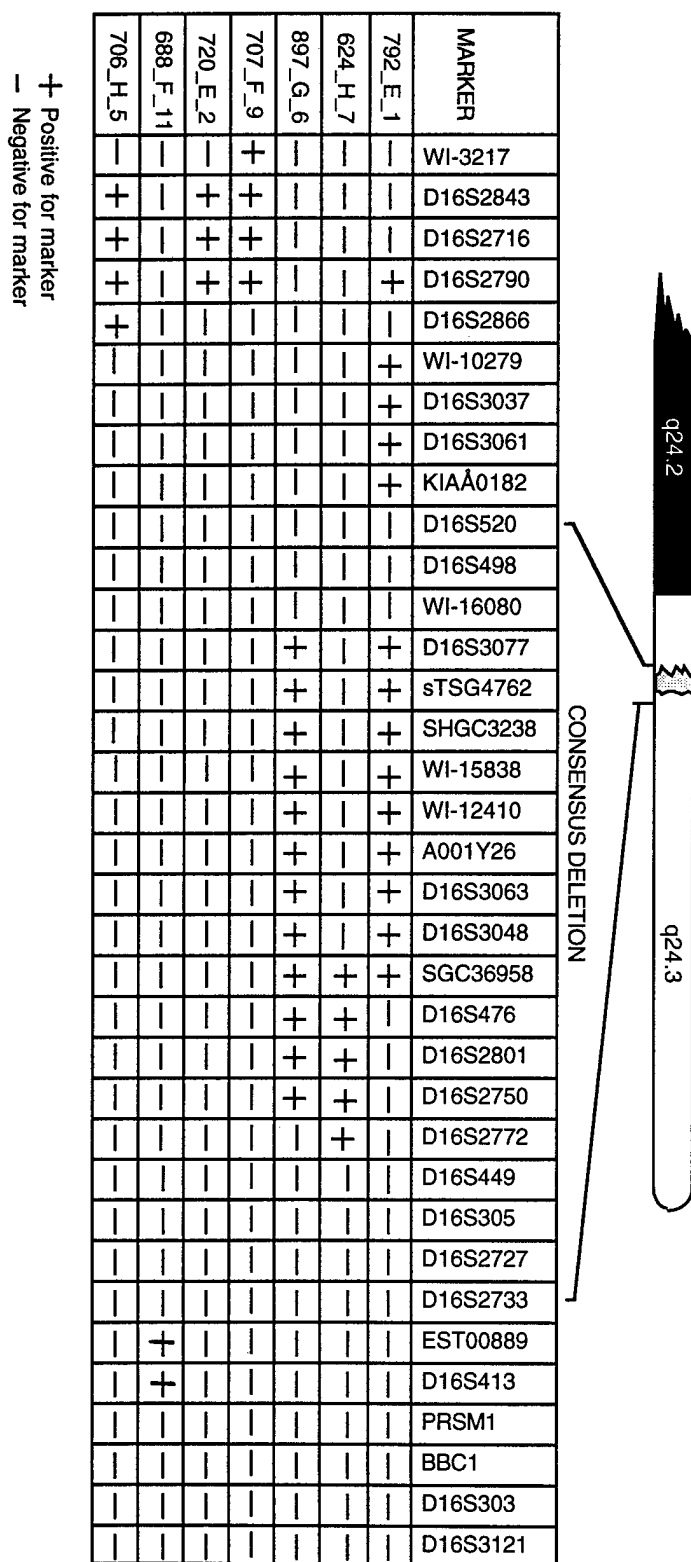 q24.2 q24.3
CONSENSUS DELETION
MARKER WI-3217 D16S2843 D16S2716 D16S2790 D16S2866 WI-10279 D16S3037 D16S3061 KIAÅ0182 D16S520 D16S498 WI-16080 D16S3077 sTSG4762 SHGC3238 WI-15838 WI-12410 A001Y26 D16S3063 D16S3048 SGC36958 D16S476 D16S2801 D16S2750 D16S2772 D16S449 D16S305 D16S2727 D16S2733 EST00889 D16S413 PRSM1 BBC1 D16S303 D16S3121
792_E_1 − − − + − + + + + − − − + + + + + + + + + − − − − − − − − − − − − − −
624_H_7 − − − − − − − − − − − − − − − − − − − − + + + + + − − − − − − − − − −
897_G_6 − − − − − − − − − − − − + + + + + + + + + + + + − − − − − − − − − − −
707_F_9 + + + + − − − − − − − − − − − − − − − − − − − − − − − − − − − − − − −
720_E_2 − + + + − − − − − − − − − − − − − − − − − − − − − − − − − − − − − − −
688_F_11 − − − − − − − − − − − − − − − − − − − − − − − − − − − − − + + − − − −
706_H_5 − + + + + − − − − − − − − − − − − − − − − − − − − − − − − − − − − − −
+ Positive for marker
− Negative for marker